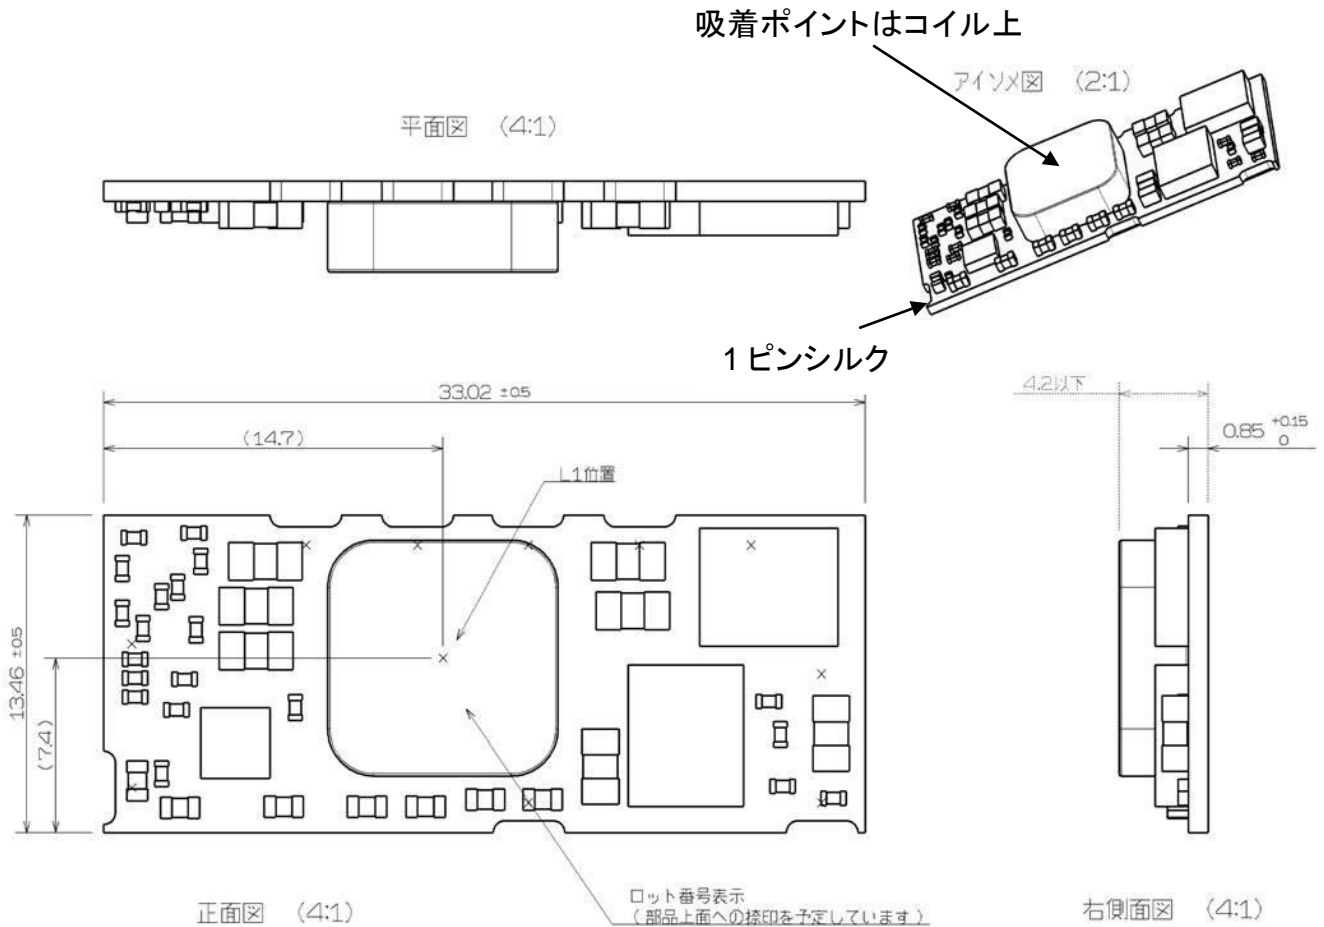 吸着ポイントはコイル上
アイソメ図 (2:1)
平面図 (4:1)
1ピンシルク
33.02 ±0.5
(14.7)
L1位置
4.2以下
0.85 +0.15 0
13.46 ±0.5
(7.4)
ロット番号表示
(部品上面への捺印を予定しています)
正面図 (4:1)
右側面図 (4:1)